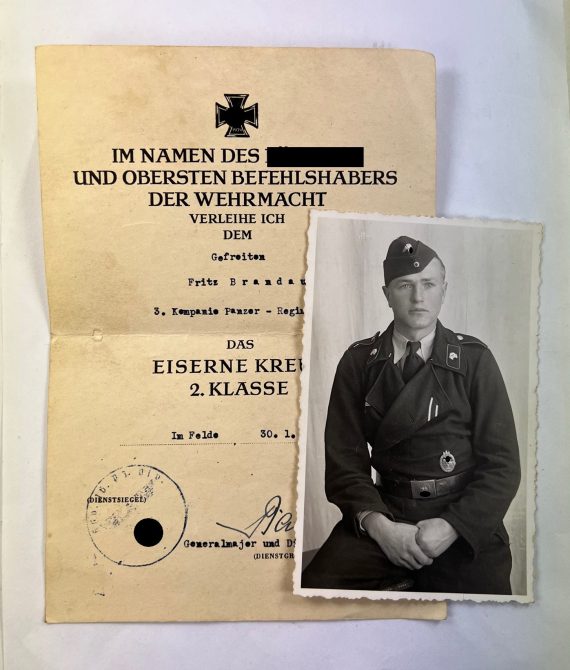 IM NAMEN DES
UND OBERSTEN BEFEHLSHABERS
DER WEHRMACHT
VERLEIHE ICH
DEM
Gefreiten
Fritz Brandau
3. Kompanie Panzer - Regi
DAS
EISERNE KREU
2. KLASSE
Im Felde 30. 1.
(DIENSTSIEGEL)
Generalmajor und Di
(DIENSTGR